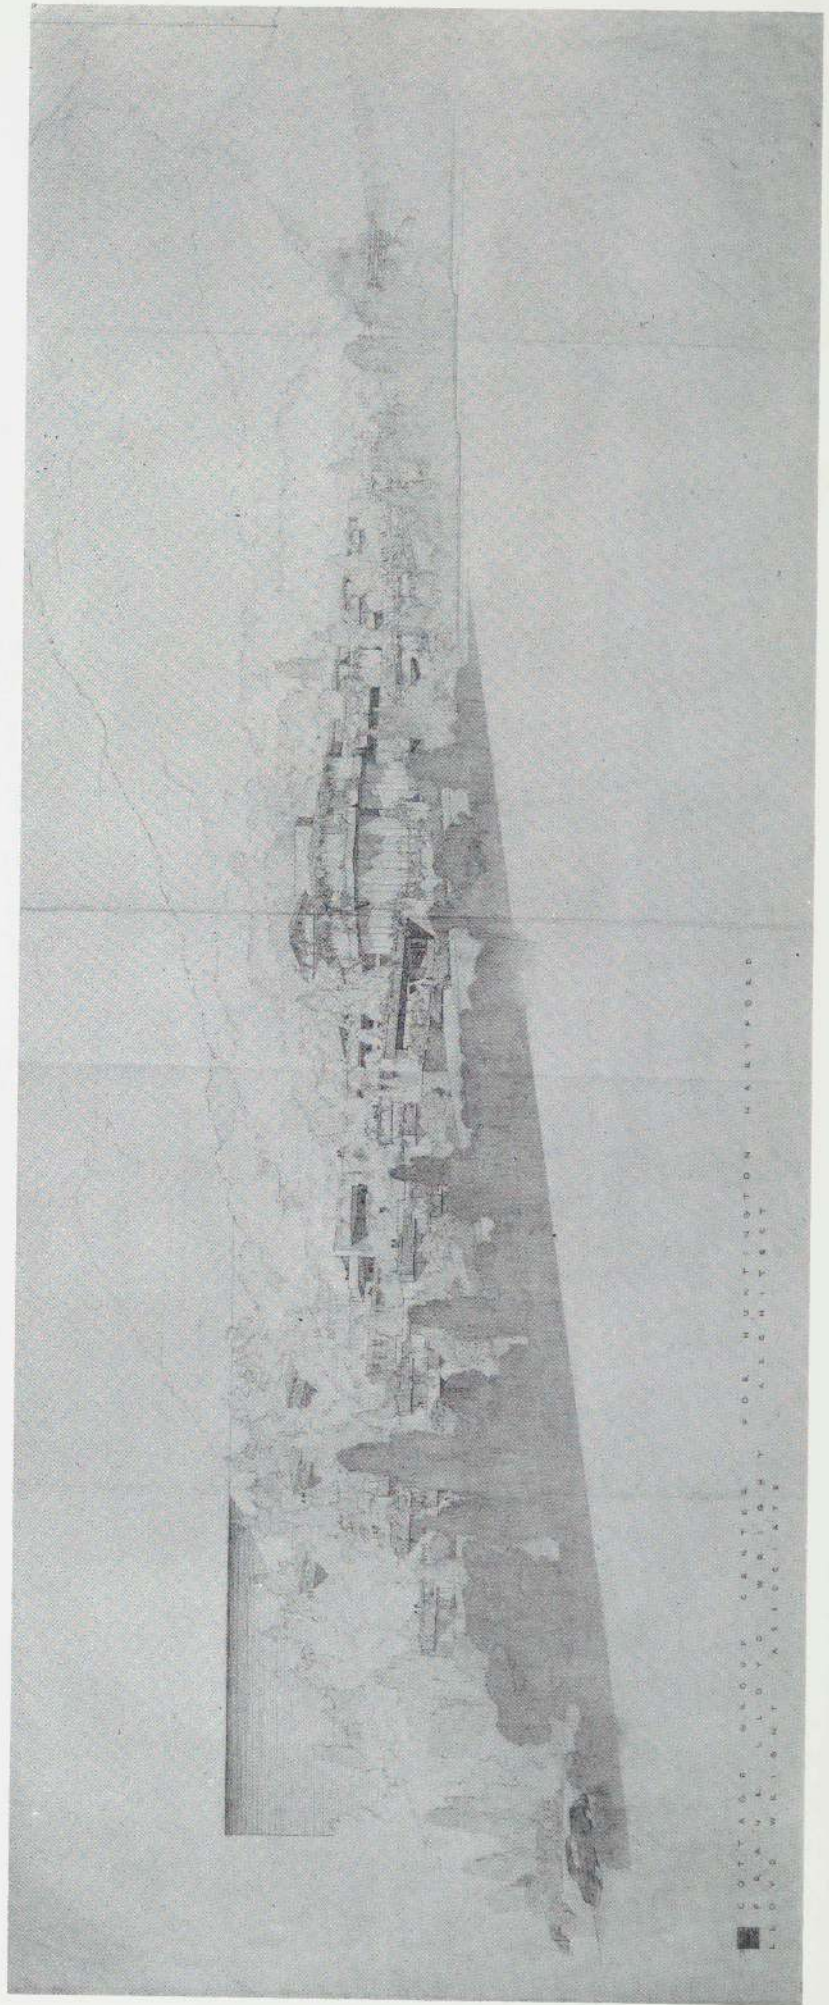 COTTAGE GROUP CENTER FOR HUNTINGTON HARTFORD
FRANK LLOYD WRIGHT ARCHITECT
LLOYD WRIGHT ASSOCIATE